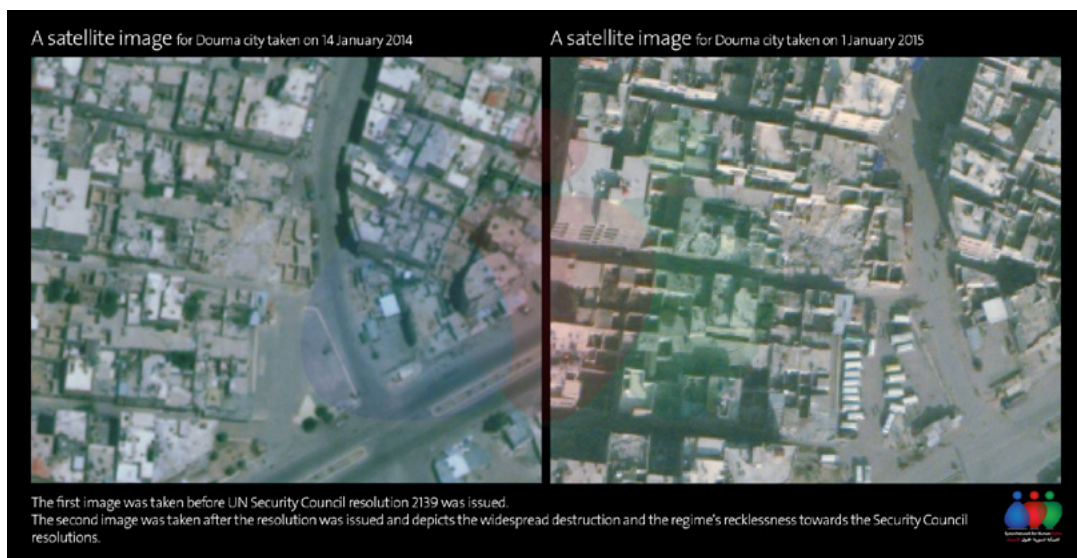 A satellite image for Douma city taken on 14 January 2014
A satellite image for Douma city taken on 1 January 2015
The first image was taken before UN Security Council resolution 2139 was issued.
The second image was taken after the resolution was issued and depicts the widespread destruction and the regime's recklessness towards the Security Council
resolutions.